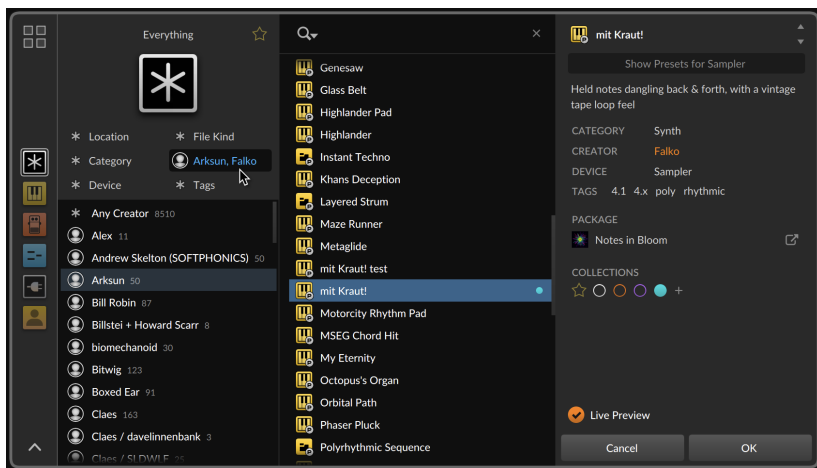 Everything
Location
File Kind
Category
Arksun, Falko
Device
Tags
Any Creator 8510
Alex 11
Andrew Skelton (SOFTPHONICS) 50
Arksun 50
Bill Robin 87
Billstei + Howard Scarr 8
biomechanoid 30
Bitwig 123
Boxed Ear 91
Claes 163
Claes / davelinnenbank 3
Claes / SLDWLF 25
Genesaw
Glass Belt
Highlander Pad
Highlander
Instant Techno
Khans Deception
Layered Strum
Maze Runner
Metaglide
mit Kraut! test
mit Kraut!
Motorcity Rhythm Pad
MSEG Chord Hit
My Eternity
Octopus's Organ
Orbital Path
Phaser Pluck
Polyrhythmic Sequence
mit Kraut!
Show Presets for Sampler
Held notes dangling back & forth, with a vintage
tape loop feel
CATEGORY Synth
CREATOR Falko
DEVICE Sampler
TAGS 4.1 4.x poly rhythmic
PACKAGE
Notes in Bloom
COLLECTIONS
Live Preview
Cancel
OK